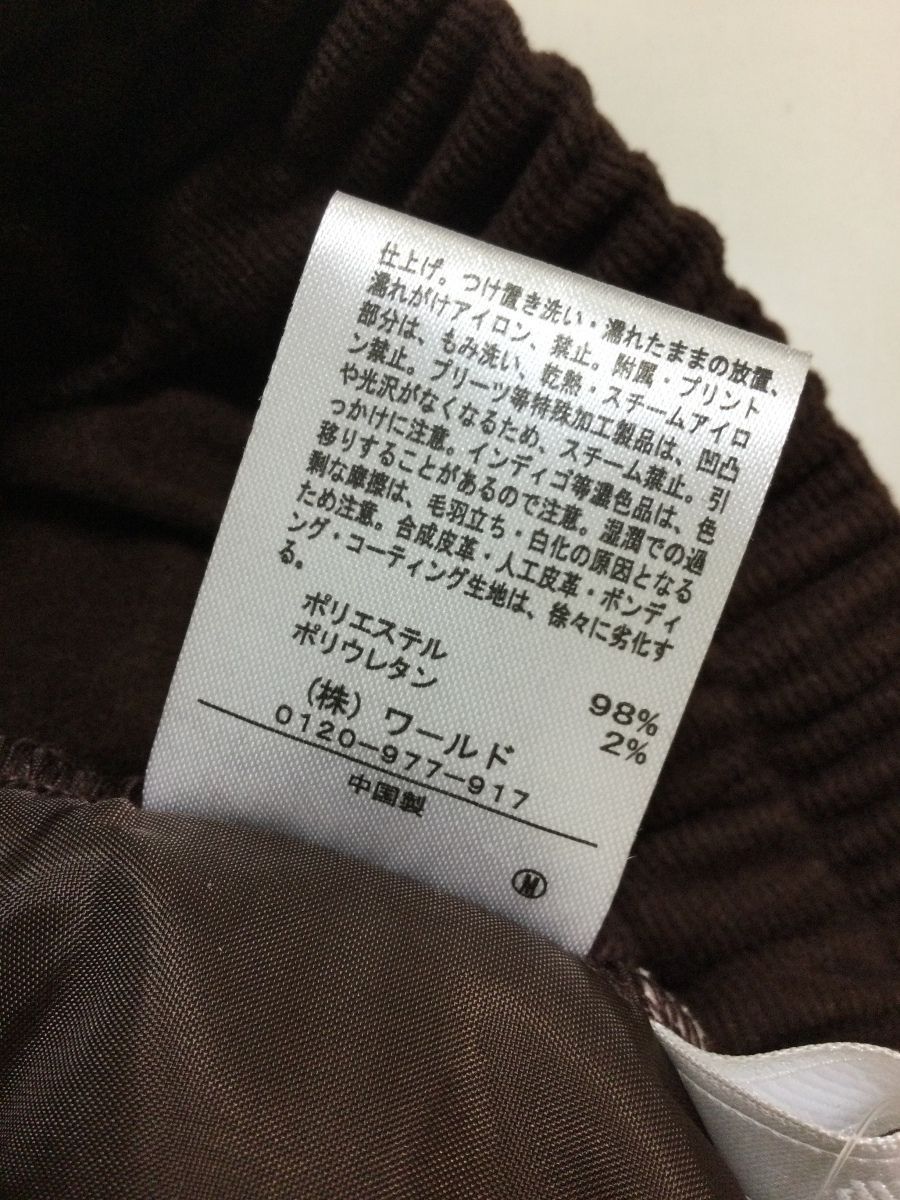 仕上げ。つけ置き洗い・濡れたままの放置、
濡れがけアイロン、禁止。附属・プリント
部分は、もみ洗い、乾熱・スチームアイロ
ン禁止。プリーツ等特殊加工製品は、凹凸
や光沢がなくなるため、スチーム禁止。引
っかけに注意。インディゴ等濃色品は、色
移りすることがあるので注意。湿潤での過
剰な摩擦は、毛羽立ち・白化の原因となる
ため注意。合成皮革・人工皮革・ボンディ
ング・コーティング生地は、徐々に劣化す
る。
ポリエステル 98%
ポリウレタン 2%
(株) ワールド
0120-977-917
中国製
M